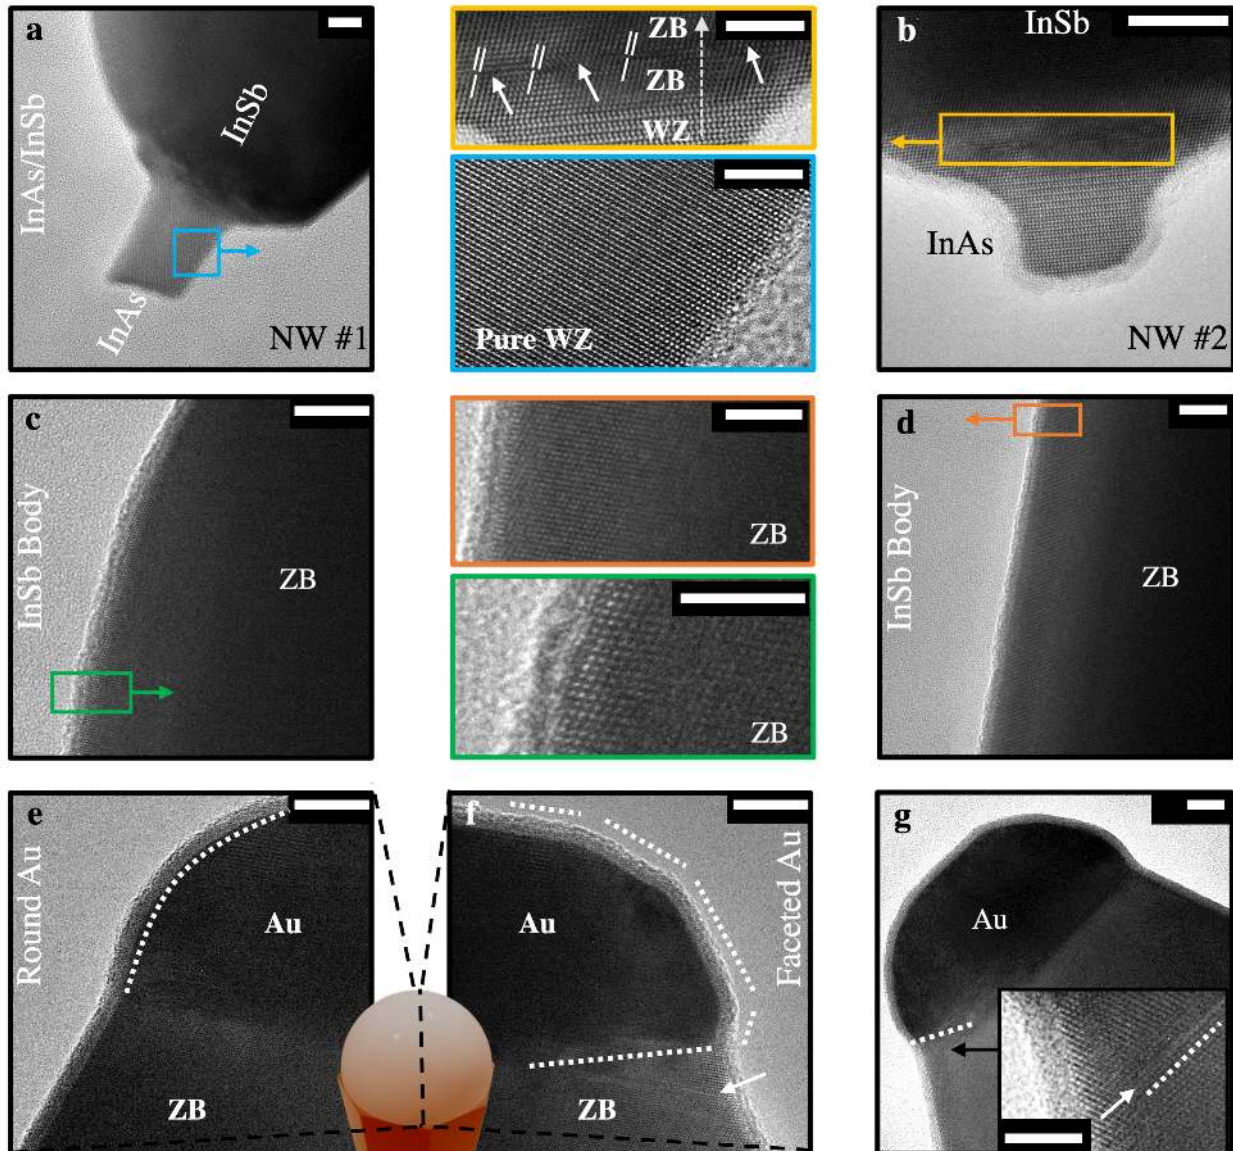 a
InAs/InSb
InSb
InAs
NW #1
ZB
ZB
WZ
Pure WZ
b
InSb
InAs
NW #2
c
InSb Body
ZB
ZB
ZB
d
InSb Body
ZB
e
Round Au
Au
ZB
f
Au
Faceted Au
ZB
g
Au